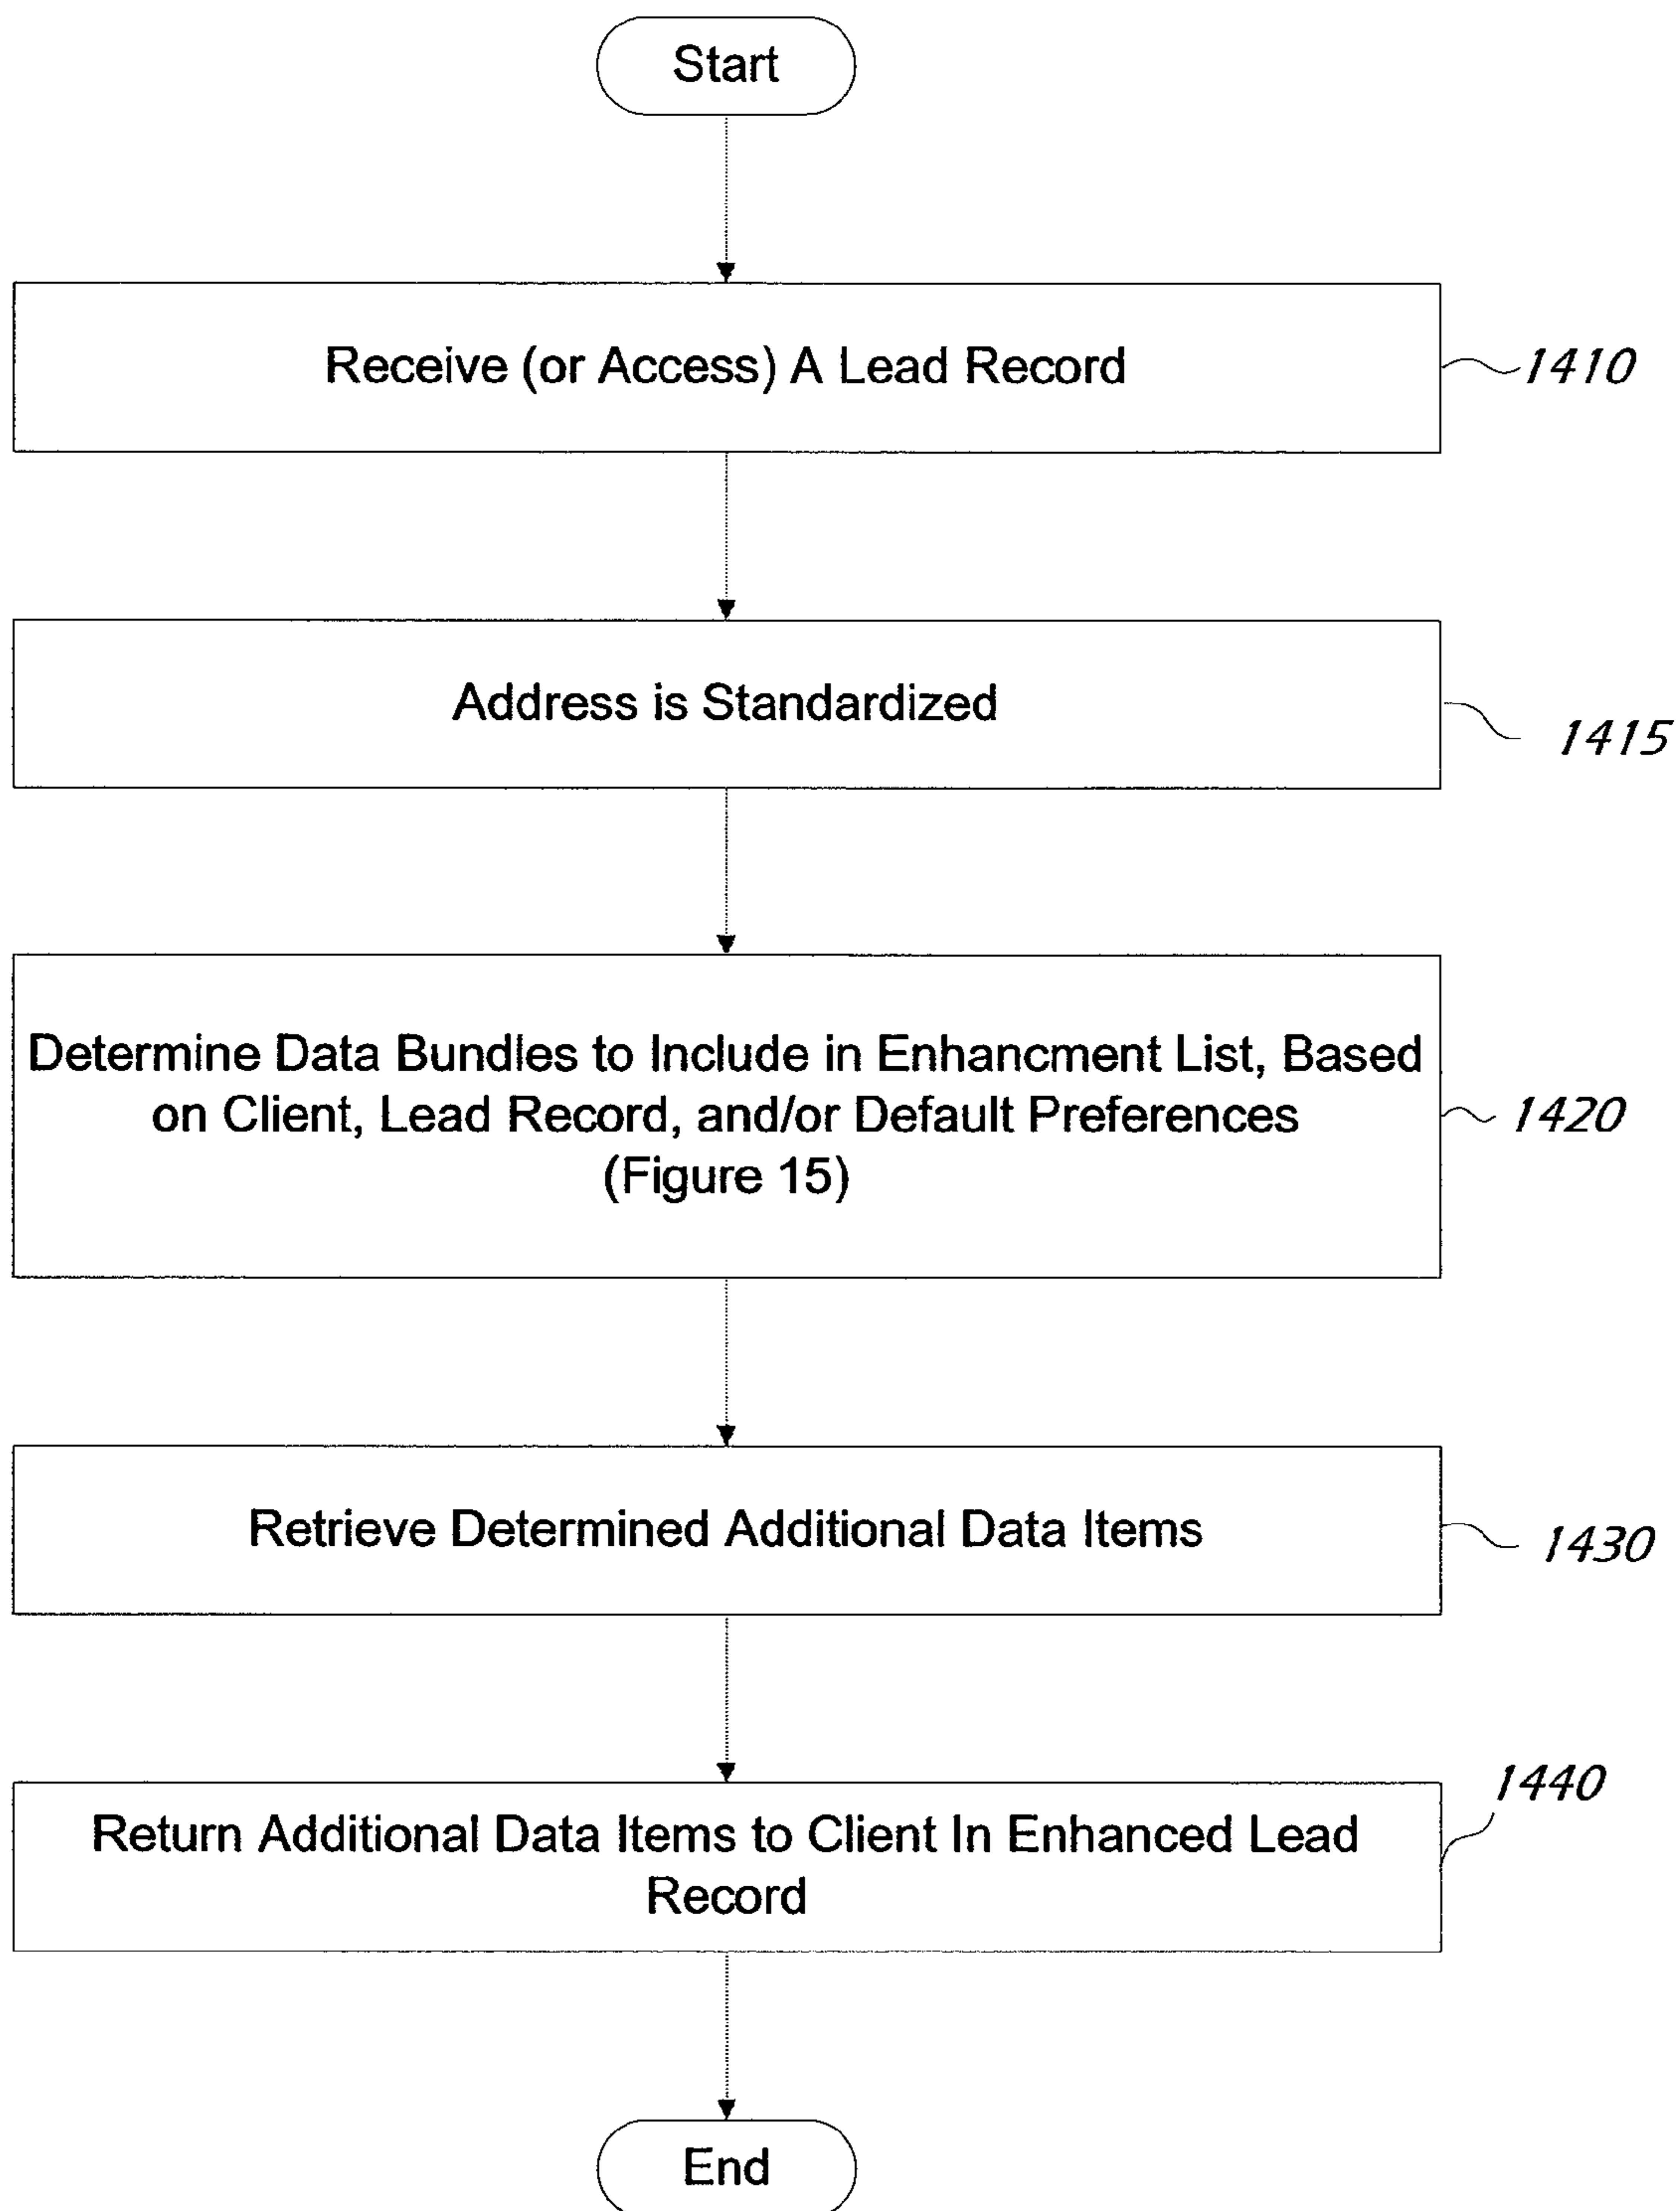 Start
Receive (or Access) A Lead Record
1410
Address is Standardized
1415
Determine Data Bundles to Include in Enhancment List, Based
on Client, Lead Record, and/or Default Preferences
(Figure 15)
1420
Retrieve Determined Additional Data Items
1430
Return Additional Data Items to Client In Enhanced Lead
Record
1440
End